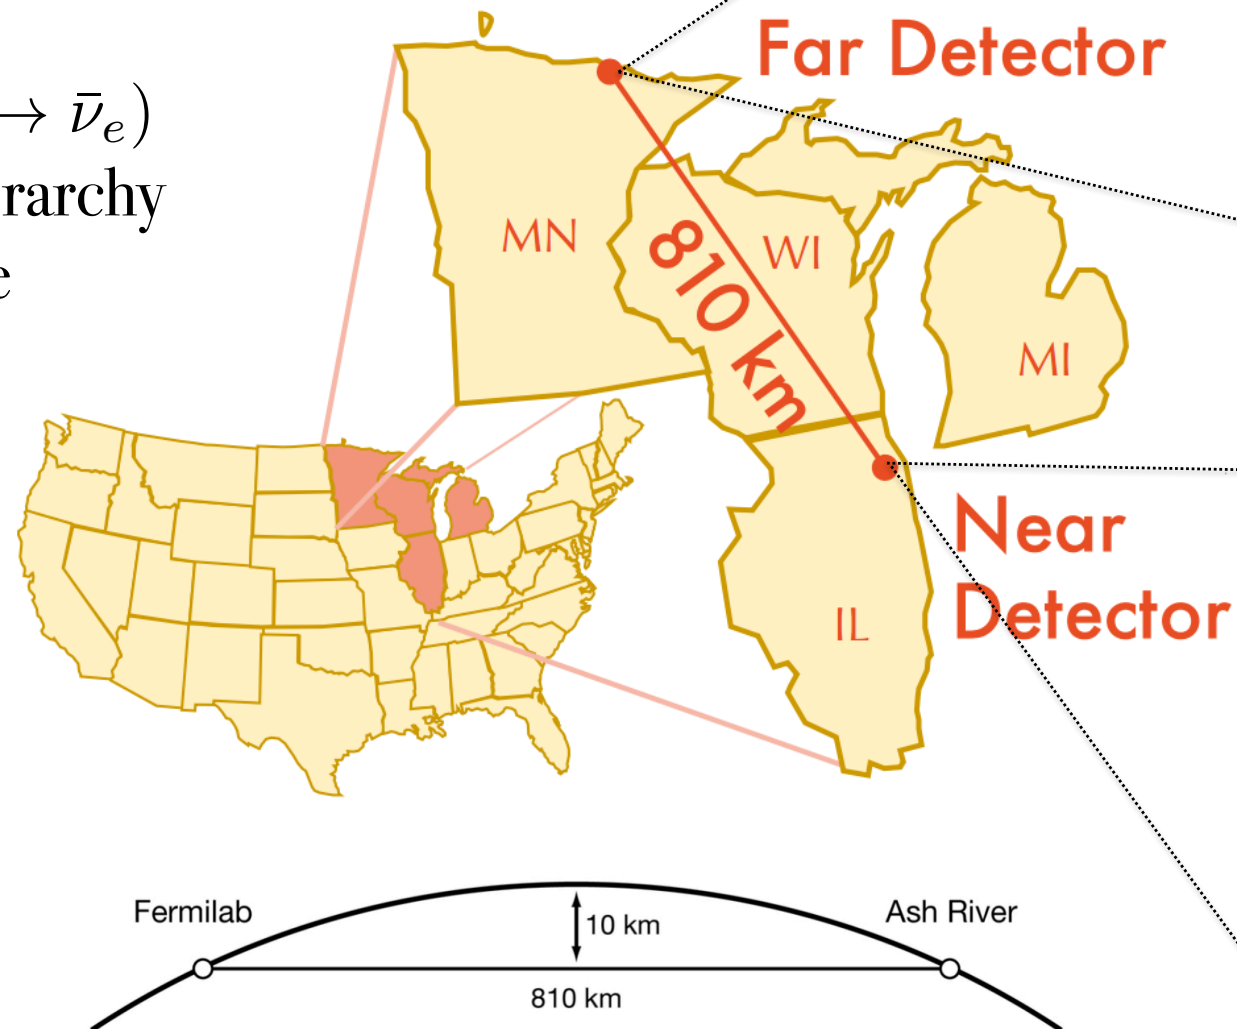 → ν̄ₑ)
rarchy
e
Far Detector
MN
WI
810 km
MI
Near
Detector
IL
Fermilab
Ash River
10 km
810 km